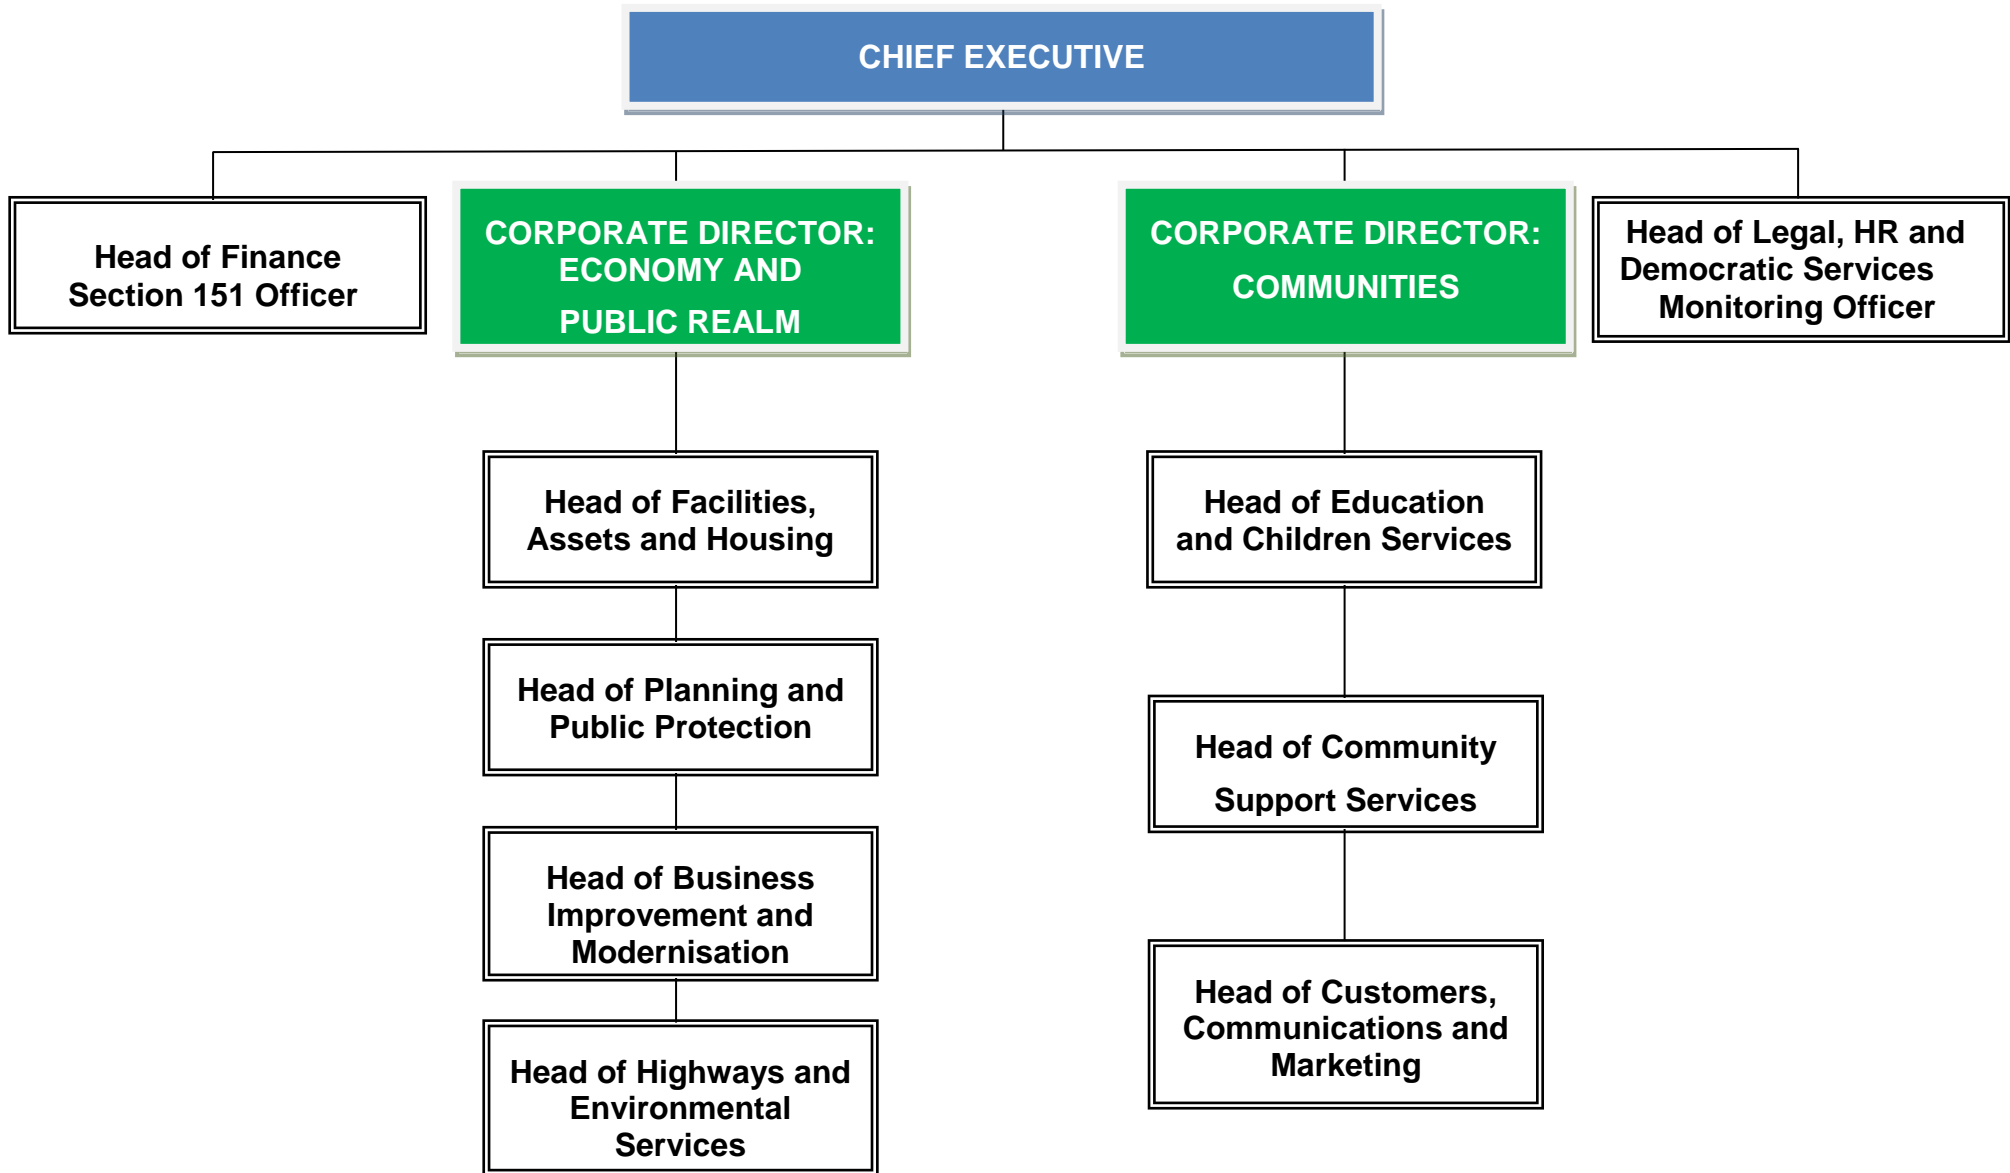 CHIEF EXECUTIVE
Head of Finance
Section 151 Officer
CORPORATE DIRECTOR:
ECONOMY AND
PUBLIC REALM
CORPORATE DIRECTOR:
COMMUNITIES
Head of Legal, HR and
Democratic Services
Monitoring Officer
Head of Facilities,
Assets and Housing
Head of Planning and
Public Protection
Head of Business
Improvement and
Modernisation
Head of Highways and
Environmental
Services
Head of Education
and Children Services
Head of Community
Support Services
Head of Customers,
Communications and
Marketing